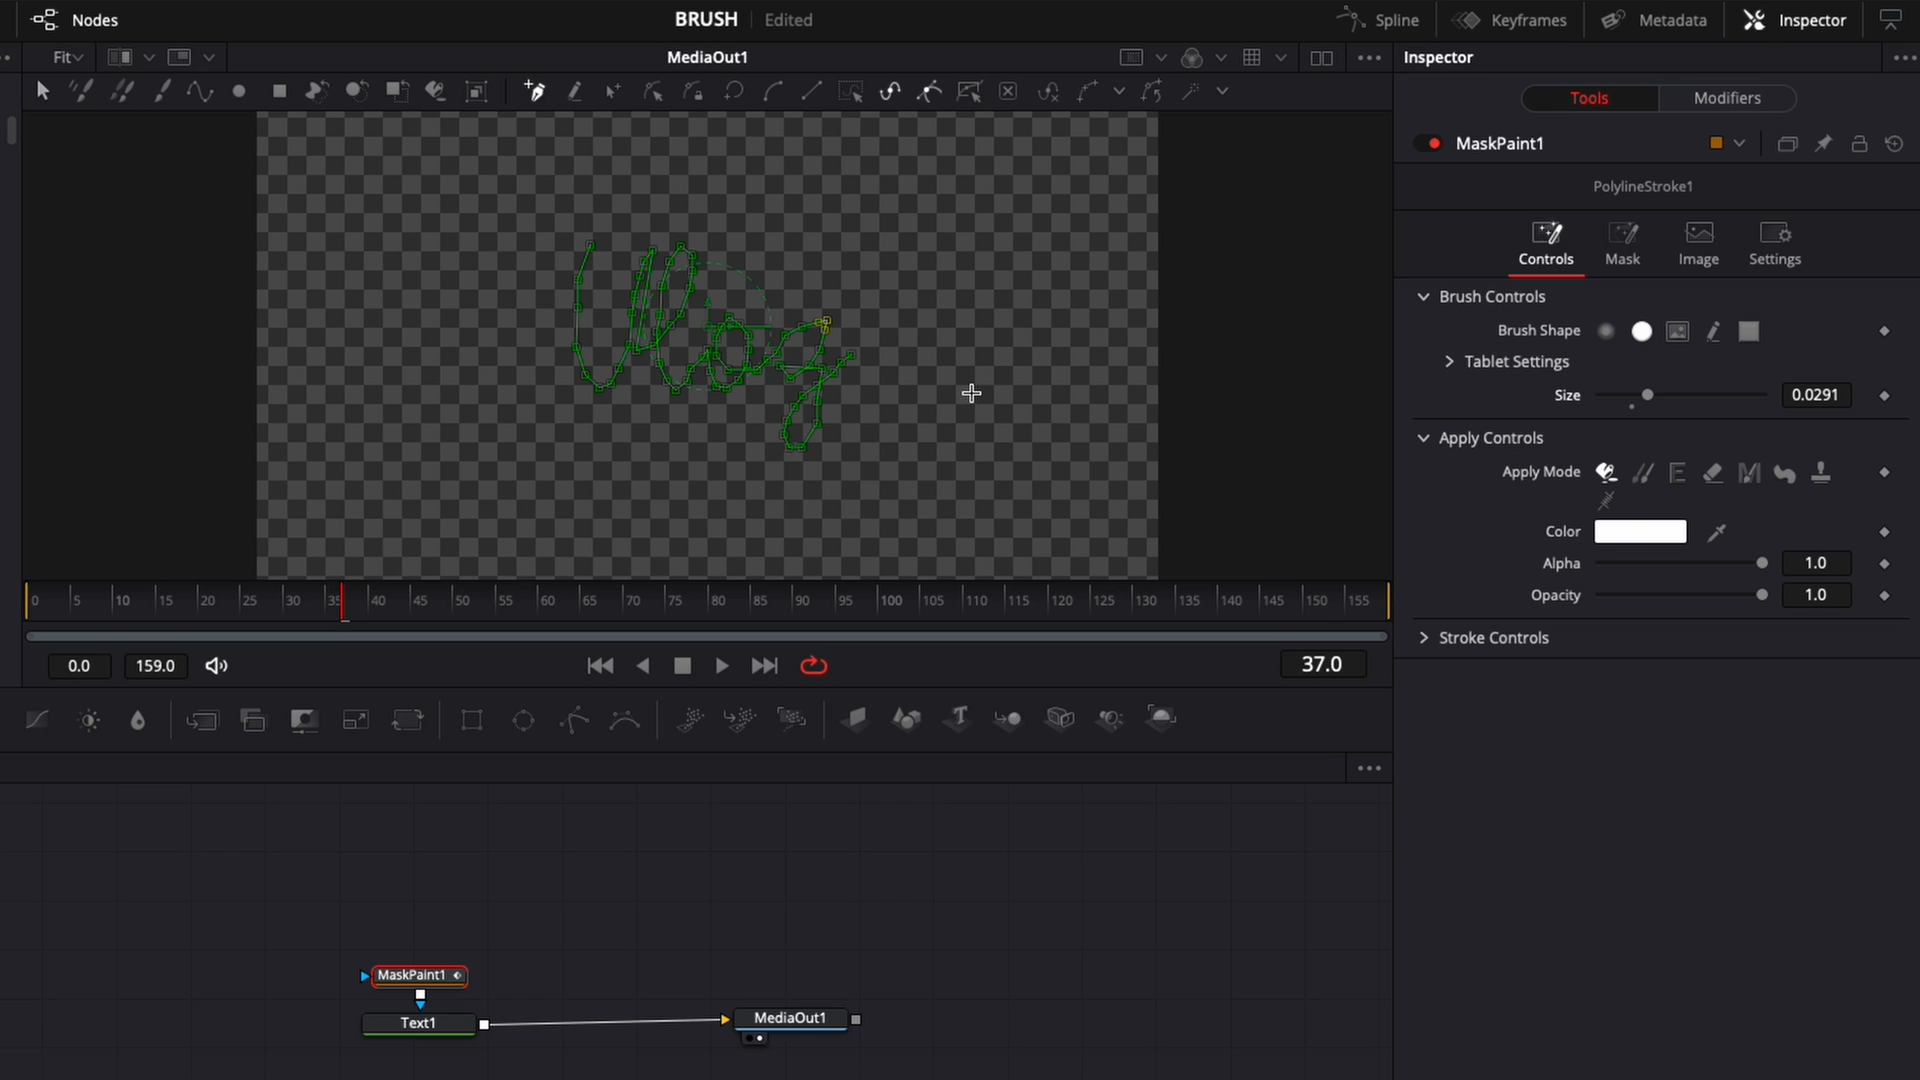 Nodes
BRUSH Edited
Spline Keyframes Metadata Inspector
Fit MediaOut1
Inspector
Tools Modifiers
MaskPaint1
PolylineStroke1
Controls Mask Image Settings
Brush Controls
Brush Shape
Tablet Settings
Size 0.0291
Apply Controls
Apply Mode
Color
Alpha 1.0
Opacity 1.0
Stroke Controls
0 5 10 15 20 25 30 35 40 45 50 55 60 65 70 75 80 85 90 95 100 105 110 115 120 125 130 135 140 145 150 155
0.0 159.0 37.0
MaskPaint1
Text1
MediaOut1